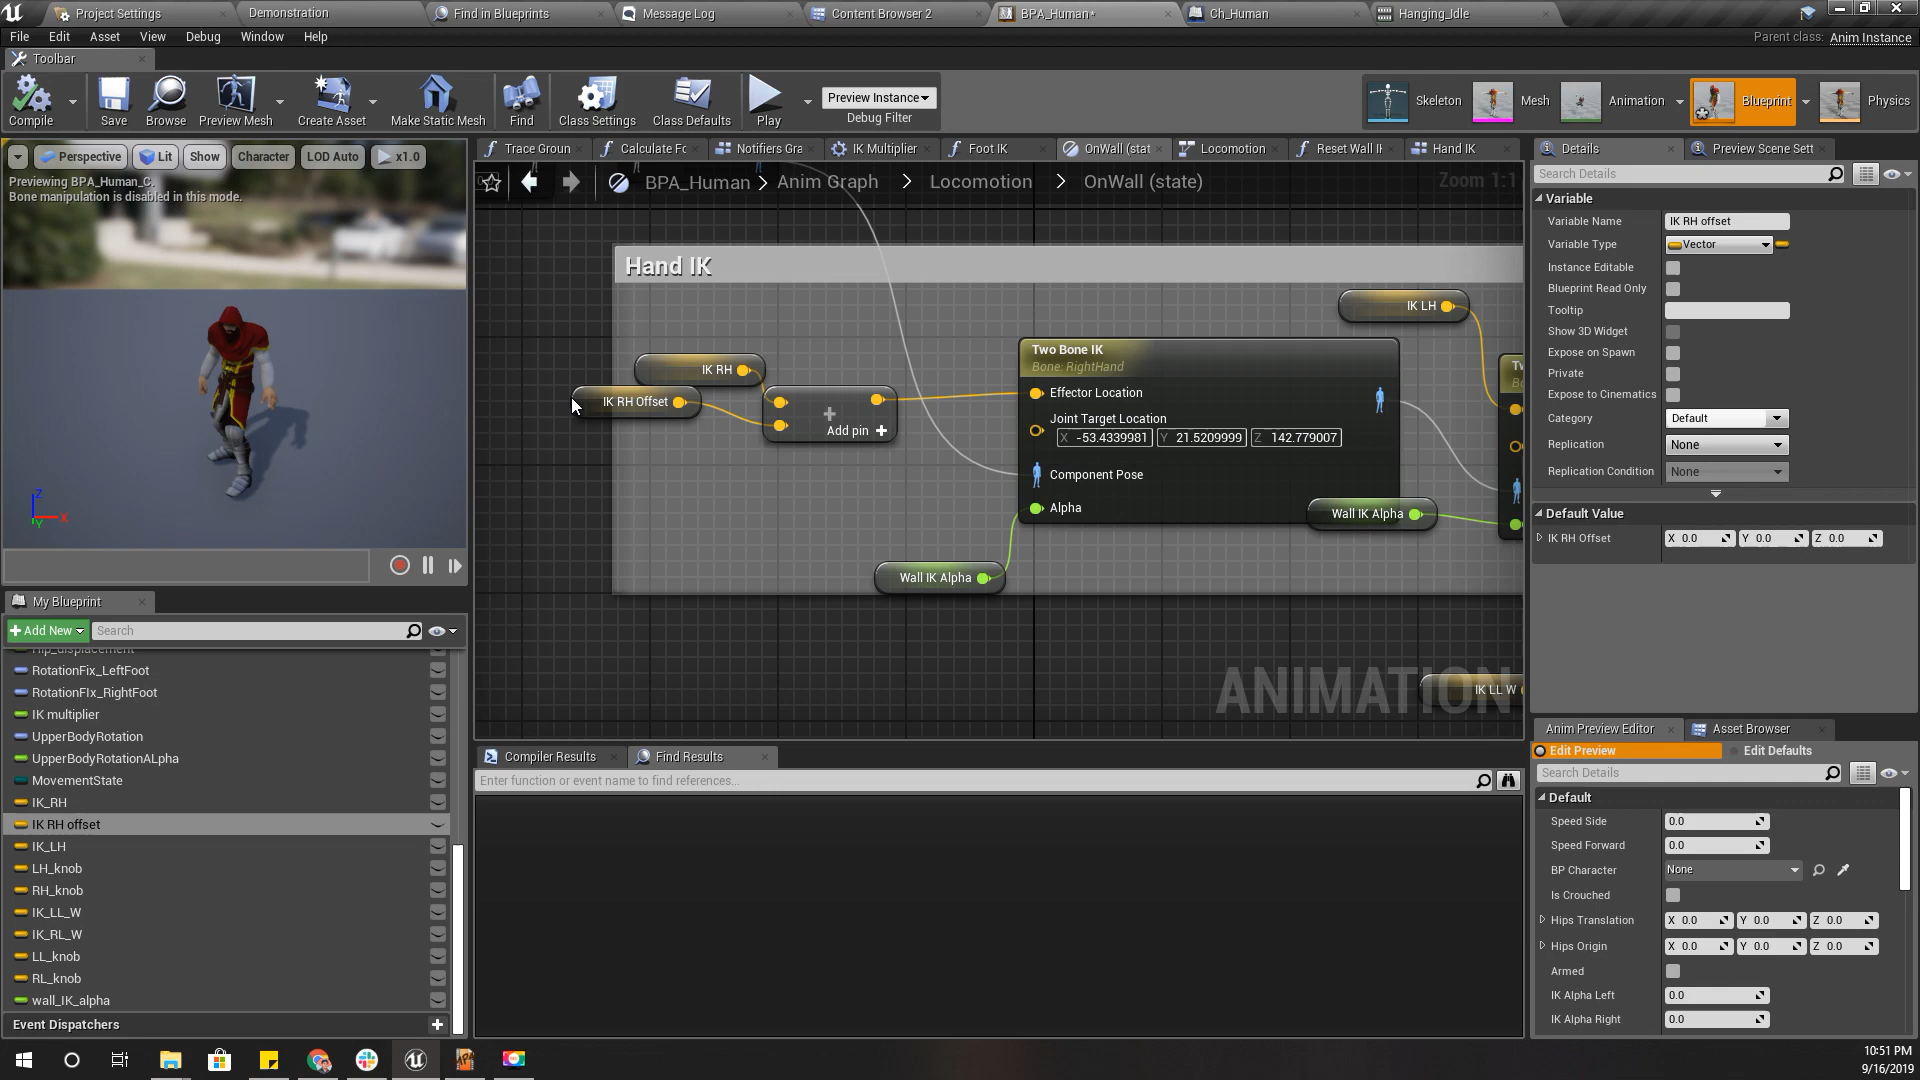 Project Settings
Demonstration
Find in Blueprints
Message Log
Content Browser 2
BPA_Human*
Ch_Human
Hanging_Idle
File Edit Asset View Debug Window Help
Parent class: Anim Instance
Toolbar
Compile
Save
Browse
Preview Mesh
Create Asset
Make Static Mesh
Find
Class Settings
Class Defaults
Play
Preview Instance
Debug Filter
Skeleton
Mesh
Animation
Blueprint
Physics
Perspective
Lit
Show
Character
LOD Auto
x1.0
Previewing BPA_Human_C.
Bone manipulation is disabled in this mode.
Z
X
Y
Trace Groun
Calculate Fo
Notifiers Gra
IK Multiplier
Foot IK
OnWall (stat
Locomotion
Reset Wall I
Hand IK
BPA_Human > Anim Graph > Locomotion > OnWall (state)
Zoom 1:1
Hand IK
IK LH
IK RH
IK RH Offset
Add pin +
Two Bone IK
Bone: RightHand
Effector Location
Joint Target Location
X -53.4339981 Y 21.5209999 Z 142.779007
Component Pose
Alpha
Wall IK Alpha
Wall IK Alpha
IK LL W
ANIMATION
My Blueprint
Add New
Search
Hip_displacement
RotationFix_LeftFoot
RotationFIx_RightFoot
IK multiplier
UpperBodyRotation
UpperBodyRotationALpha
MovementState
IK_RH
IK RH offset
IK_LH
LH_knob
RH_knob
IK_LL_W
IK_RL_W
LL_knob
RL_knob
wall_IK_alpha
Event Dispatchers
Compiler Results
Find Results
Enter function or event name to find references...
Details
Preview Scene Sett
Search Details
Variable
Variable Name IK RH offset
Variable Type Vector
Instance Editable
Blueprint Read Only
Tooltip
Show 3D Widget
Expose on Spawn
Private
Expose to Cinematics
Category Default
Replication None
Replication Condition None
Default Value
IK RH Offset X 0.0 Y 0.0 Z 0.0
Anim Preview Editor
Asset Browser
Edit Preview
Edit Defaults
Search Details
Default
Speed Side 0.0
Speed Forward 0.0
BP Character None
Is Crouched
Hips Translation X 0.0 Y 0.0 Z 0.0
Hips Origin X 0.0 Y 0.0 Z 0.0
Armed
IK Alpha Left 0.0
IK Alpha Right 0.0
10:51 PM
9/16/2019